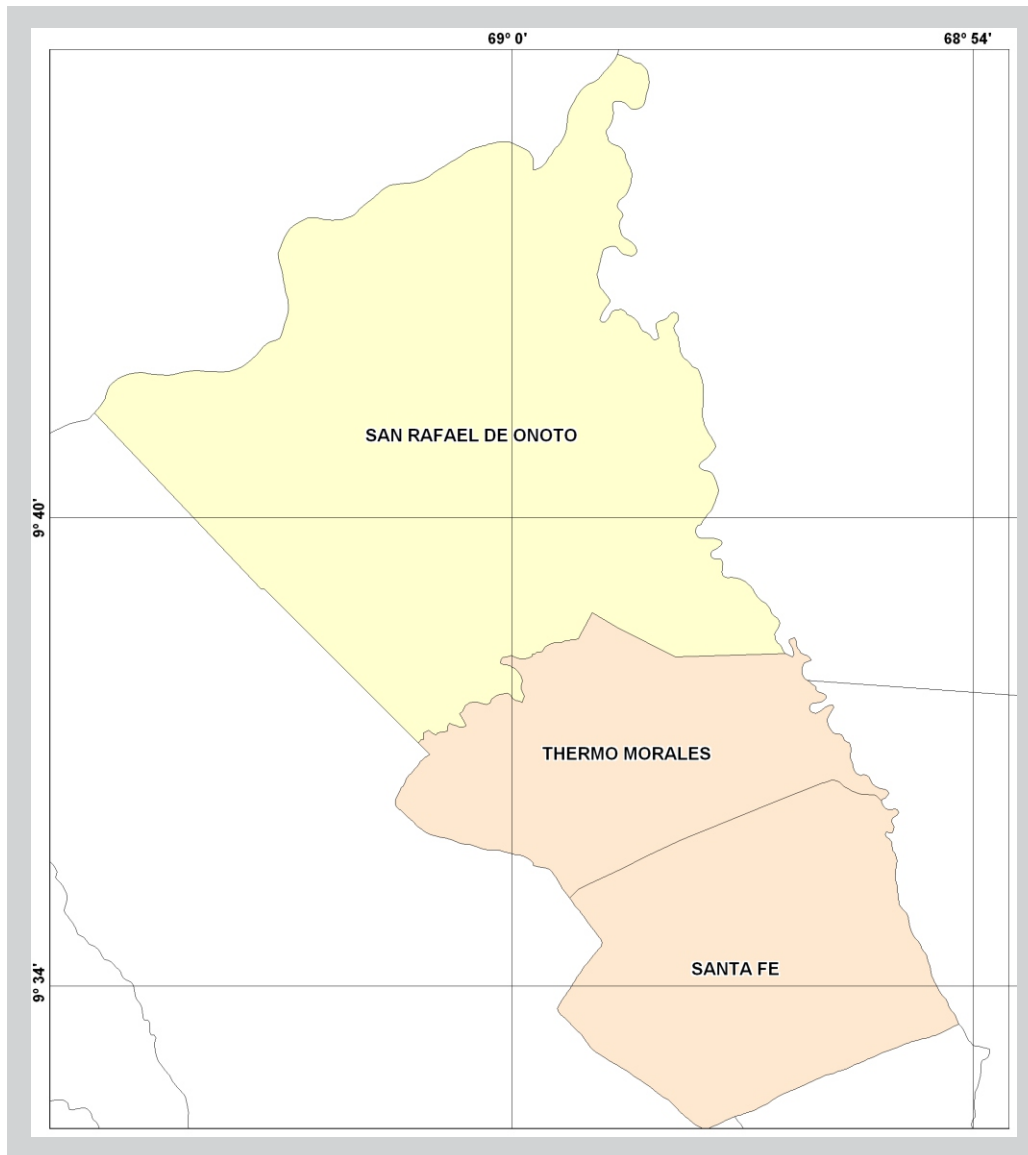 69° 0'
68° 54'
SAN RAFAEL DE ONOTO
9° 40'
THERMO MORALES
SANTA FE
9° 34'